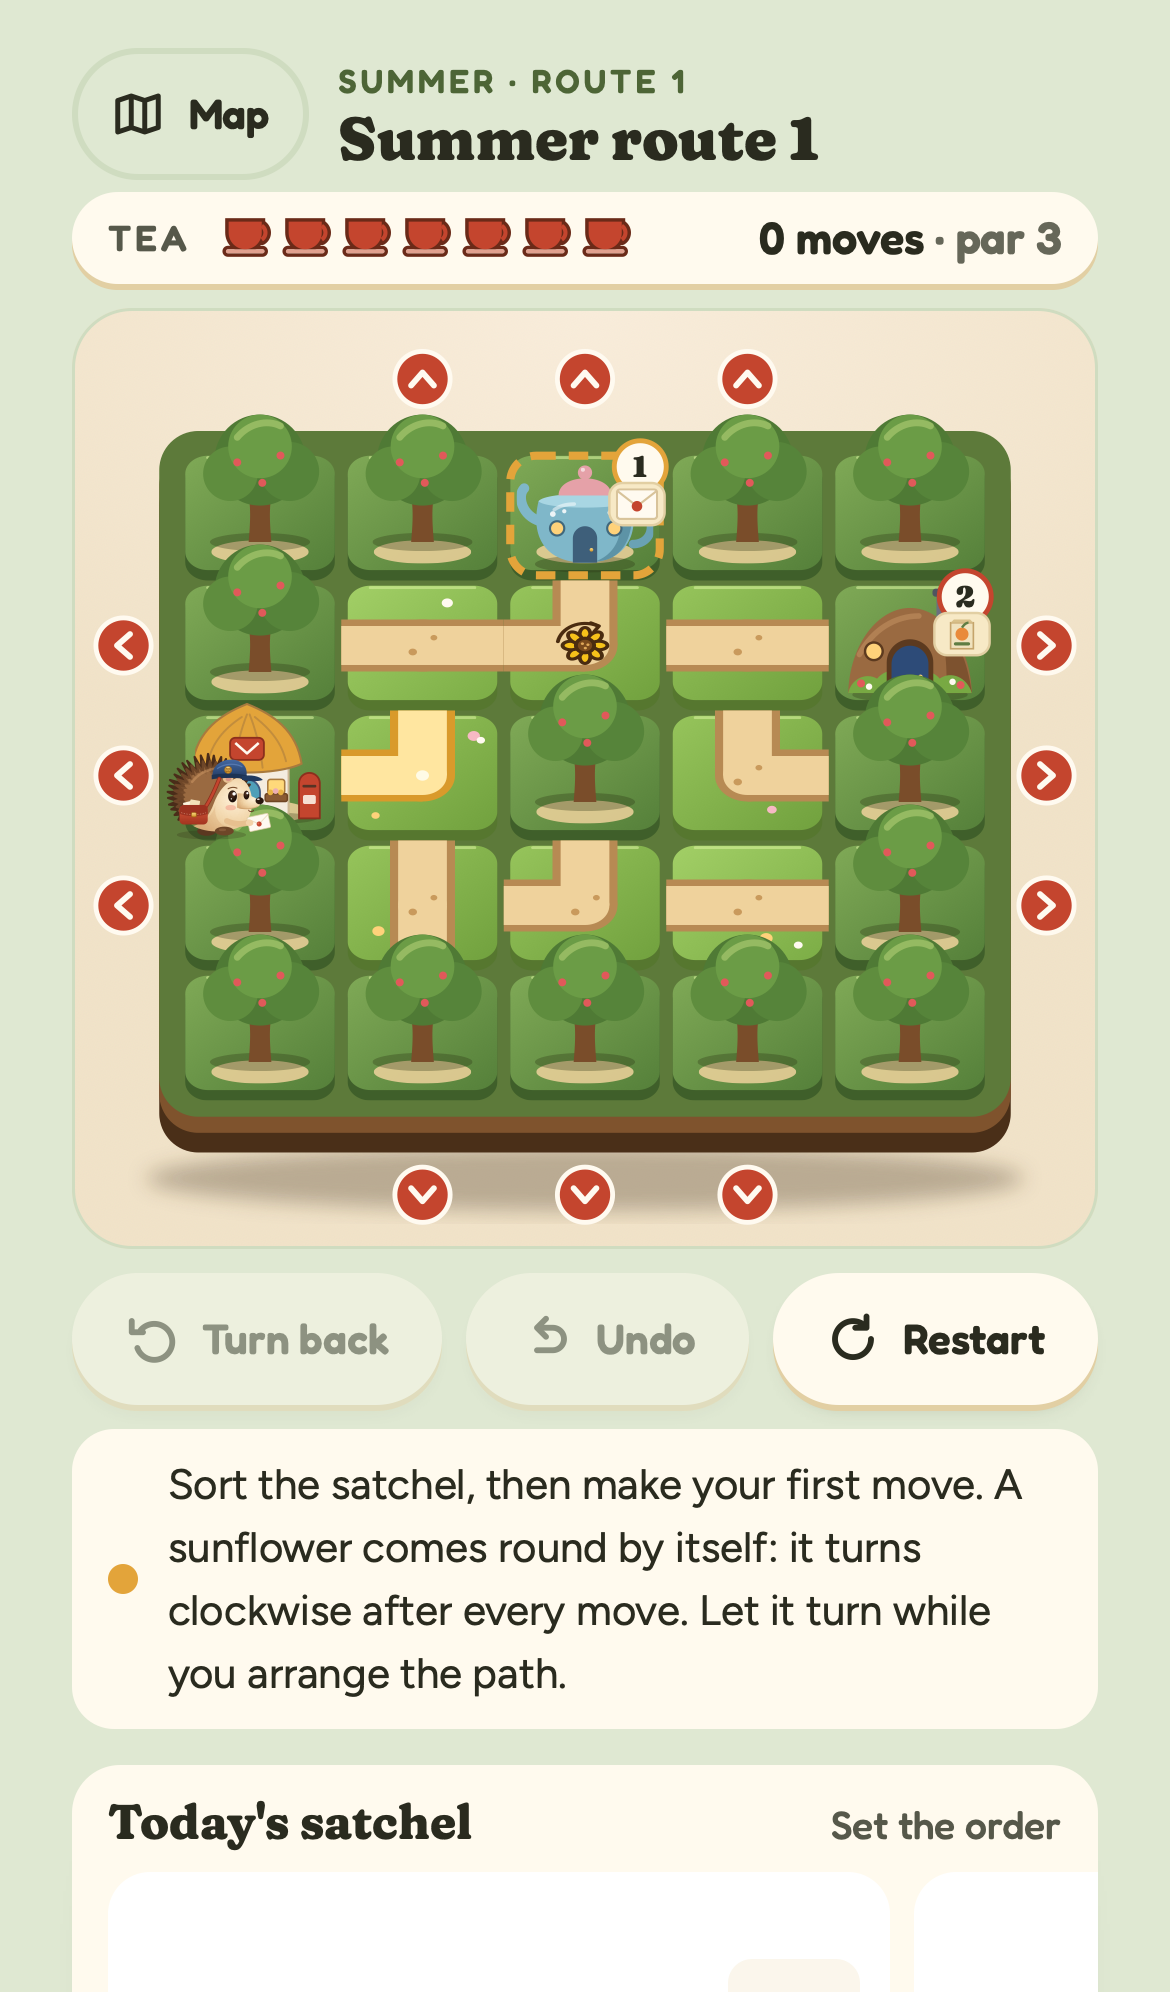 Map
SUMMER · ROUTE 1
Summer route 1
TEA
0 moves · par 3
1
2
Turn back
Undo
Restart
Sort the satchel, then make your first move. A
sunflower comes round by itself: it turns
clockwise after every move. Let it turn while
you arrange the path.
Today's satchel
Set the order